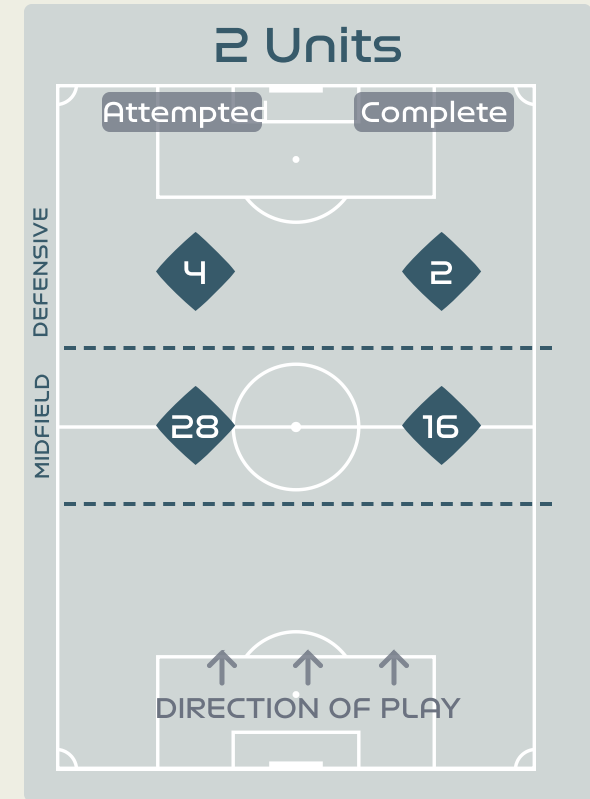 2 Units
Attempted Complete
DEFENSIVE
4 2
MIDFIELD
28 16
DIRECTION OF PLAY